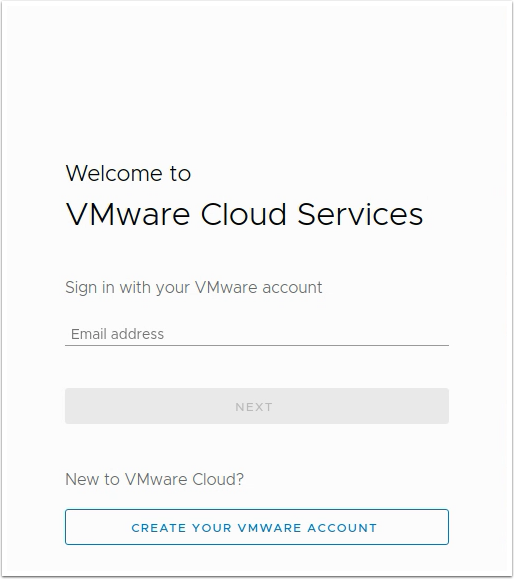 Welcome to
VMware Cloud Services
Sign in with your VMware account
Email address
NEXT
New to VMware Cloud?
CREATE YOUR VMWARE ACCOUNT